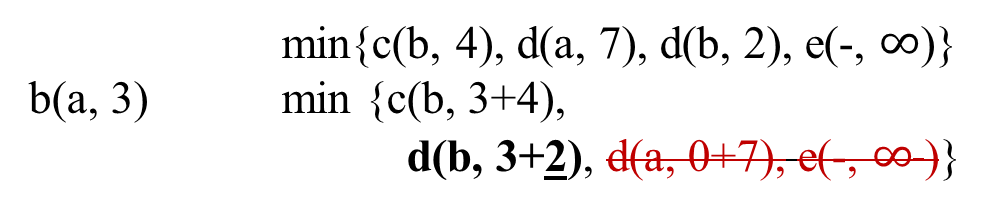 min{c(b, 4), d(a, 7), d(b, 2), e(-, ∞)}
b(a, 3) min {c(b, 3+4),
d(b, 3+2), d(a, 0+7), e(-, ∞-)}